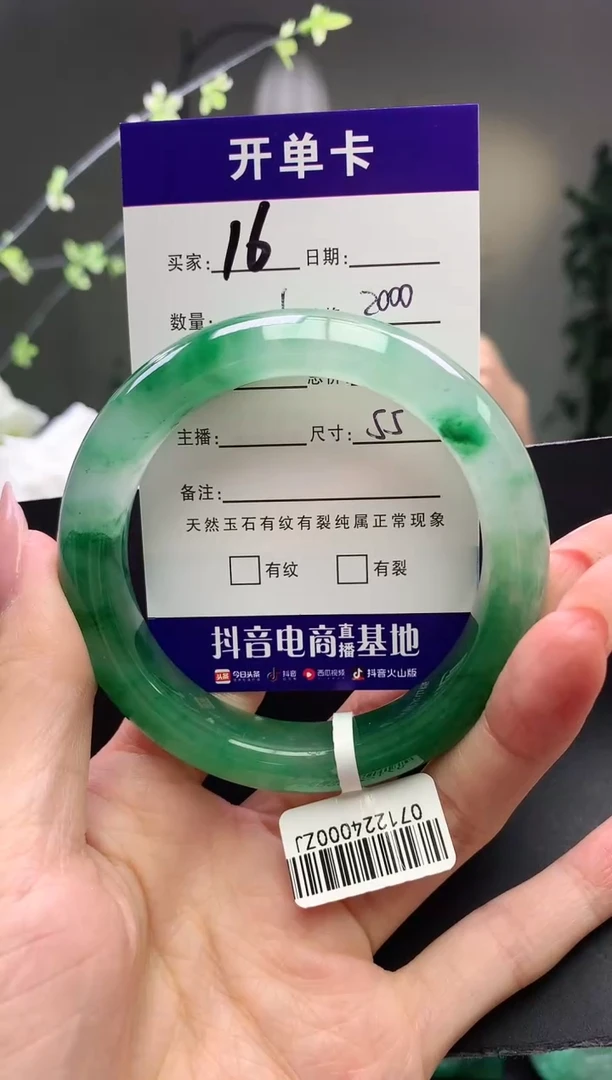 开单卡
买家: 16 日期:
数量: 1 2000
主播: 尺寸: 55
备注:
天然玉石有纹有裂纯属正常现象
有纹 有裂
抖音电商直播基地
头条 今日头条 抖音 西瓜视频 抖音火山版
071224000ZJ